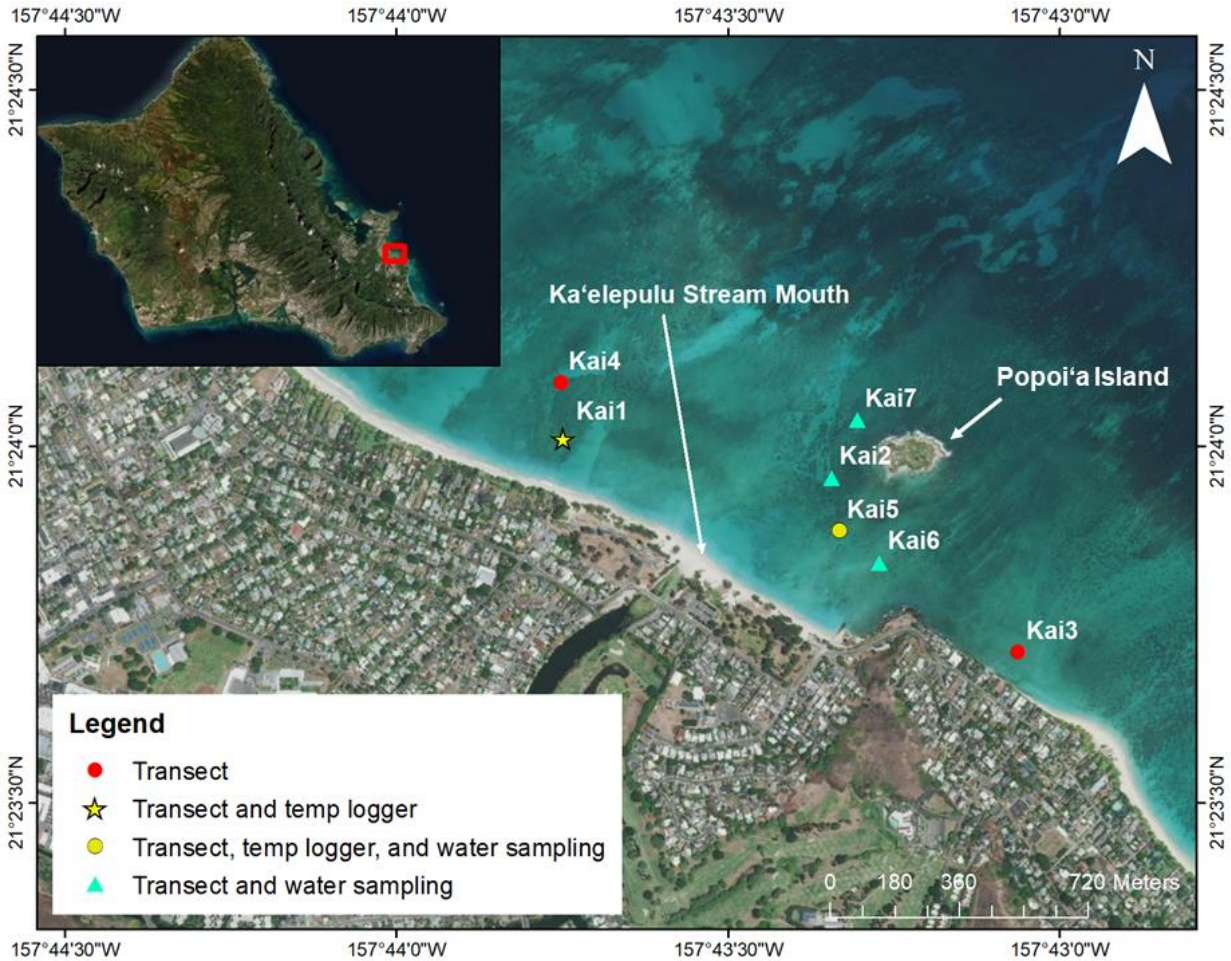 157°44'30"W 157°44'0"W 157°43'30"W 157°43'0"W
21°24'30"N 21°24'30"N
N
Ka‘elepulu Stream Mouth
Kai4
Popoi‘a Island
Kai1
Kai7
21°24'0"N 21°24'0"N
Kai2
Kai5
Kai6
Kai3
Legend
Transect
Transect and temp logger
Transect, temp logger, and water sampling
Transect and water sampling
21°23'30"N 21°23'30"N
0 180 360 720 Meters
157°44'30"W 157°44'0"W 157°43'30"W 157°43'0"W